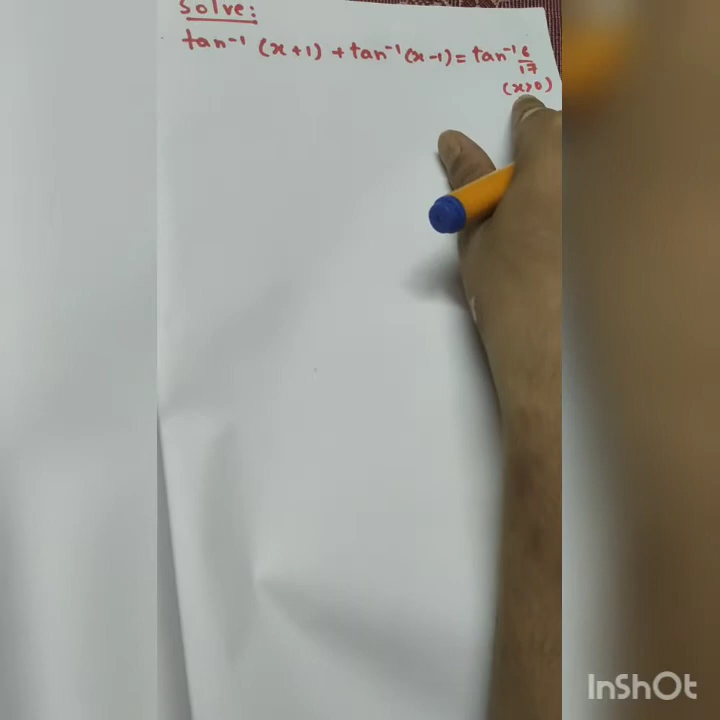 Solve:
tan⁻¹ (x+1) + tan⁻¹ (x-1) = tan⁻¹ 6/17
(x>0)
InShOt